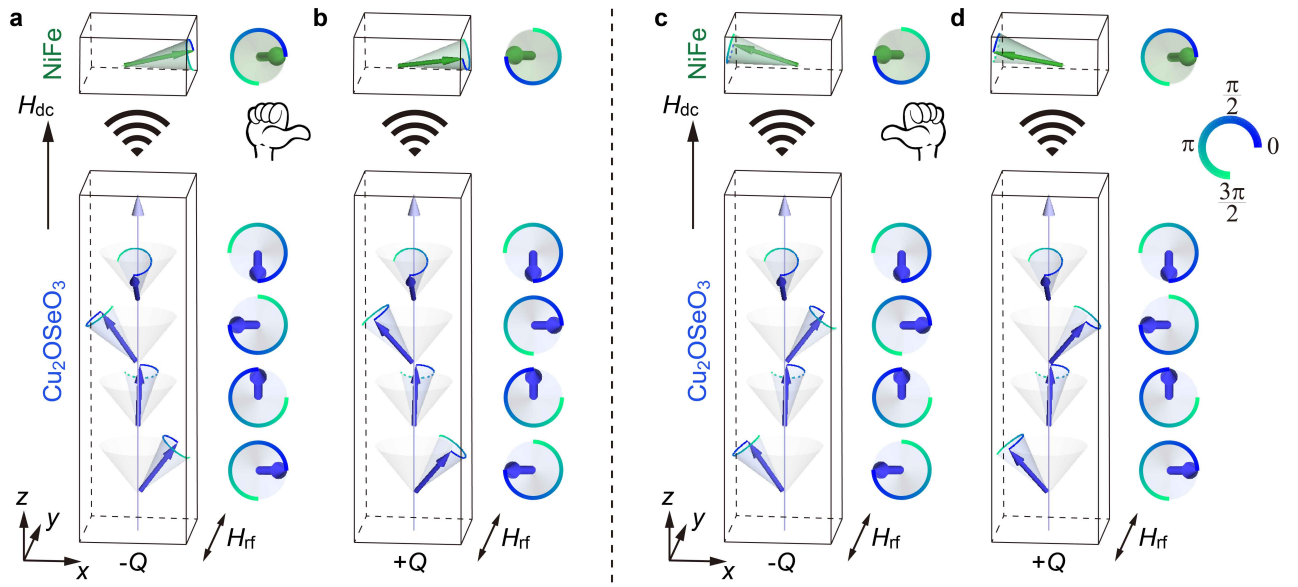 a
b
c
d
NiFe
NiFe
H_dc
H_dc
π/2
π
0
3π/2
Cu₂OSeO₃
Cu₂OSeO₃
z
y
x
-Q
H_rf
+Q
H_rf
z
y
x
-Q
H_rf
+Q
H_rf